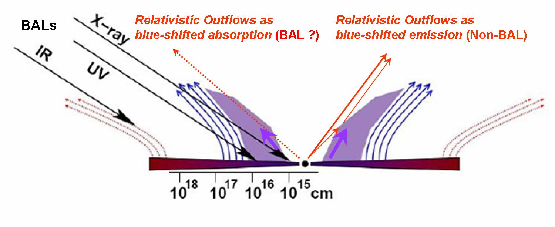 BALs
X-ray
UV
IR
Relativistic Outflows as
blue-shifted absorption (BAL ?)
Relativistic Outflows as
blue-shifted emission (Non-BAL)
10^18 10^17 10^16 10^15 cm